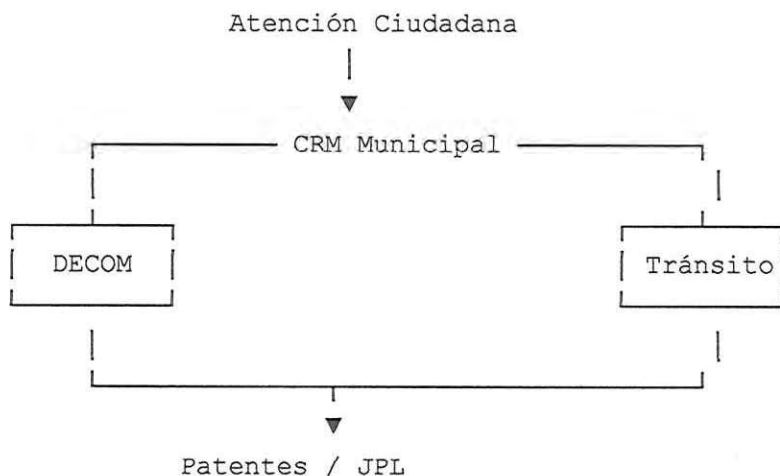 Atención Ciudadana
CRM Municipal
DECOM
Tránsito
Patentes / JPL